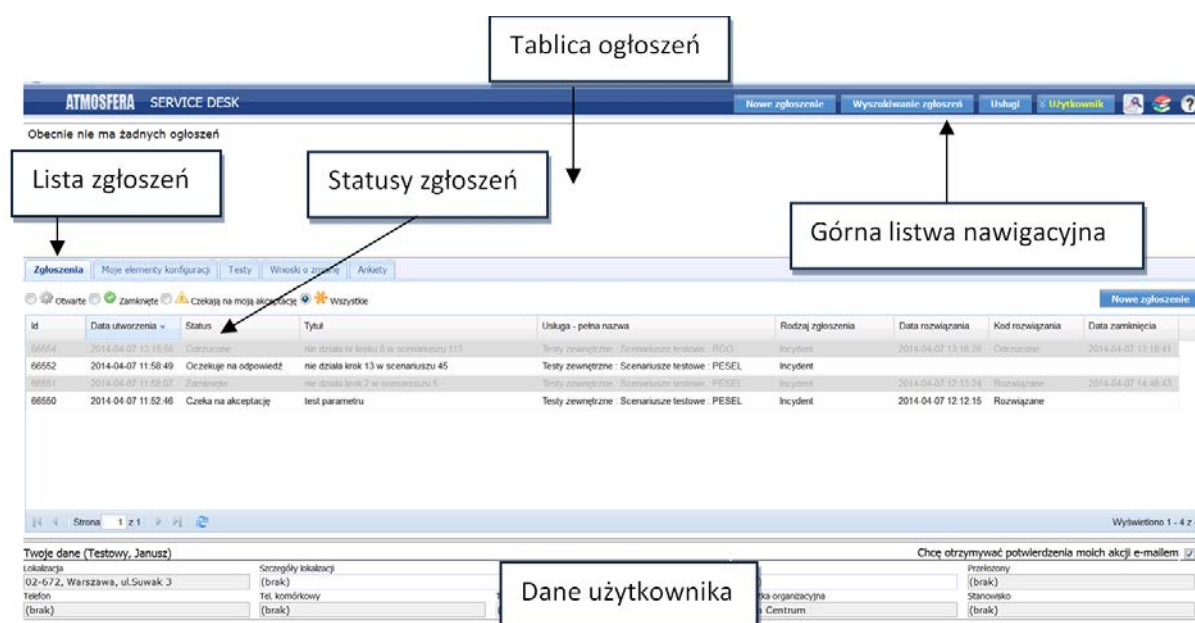 Tablica ogłoszeń
ATMOSFERA SERVICE DESK
Nowe zgłoszenie Wyszukiwanie zgłoszeń Usługi Użytkownik ?
Obecnie nie ma żadnych ogłoszeń
Lista zgłoszeń
Statusy zgłoszeń
Górna listwa nawigacyjna
Zgłoszenia Moje elementy konfiguracji Testy Wnioski o zmianę Ankiety
Otwarte Zamknięte Czekają na moją akceptację Wszystkie
Nowe zgłoszenie
Id Data utworzenia Status Tytuł Usługa - pełna nazwa Rodzaj zgłoszenia Data rozwiązania Kod rozwiązania Data zamknięcia
66554 2014-04-07 13:15:56 Odrzucone nie działa nr kroku 8 w scenariuszu 113 Testy zewnętrzne : Scenariusze testowe : RDO Incydent 2014-04-07 13:16:28 Odrzucone 2014-04-07 13:18:41
66552 2014-04-07 11:58:49 Oczekuje na odpowiedź nie działa krok 13 w scenariuszu 45 Testy zewnętrzne : Scenariusze testowe : PESEL Incydent
66551 2014-04-07 11:58:07 Zamknięte nie działa krok 2 w scenariuszu 5 Testy zewnętrzne : Scenariusze testowe : PESEL Incydent 2014-04-07 12:13:24 Rozwiązane 2014-04-07 14:48:43
66550 2014-04-07 11:52:46 Czeka na akceptację test parametru Testy zewnętrzne : Scenariusze testowe : PESEL Incydent 2014-04-07 12:12:15 Rozwiązane
Strona 1 z 1
Wyświetlono 1 - 4 z
Twoje dane (Testowy, Janusz)
Chcę otrzymywać potwierdzenia moich akcji e-mailem
Lokalizacja Szczegóły lokalizacji Przełożony
02-672, Warszawa, ul.Suwak 3 (brak) (brak)
Telefon Tel. komórkowy organizacyjna Stanowisko
(brak) (brak) Centrum (brak)
Dane użytkownika